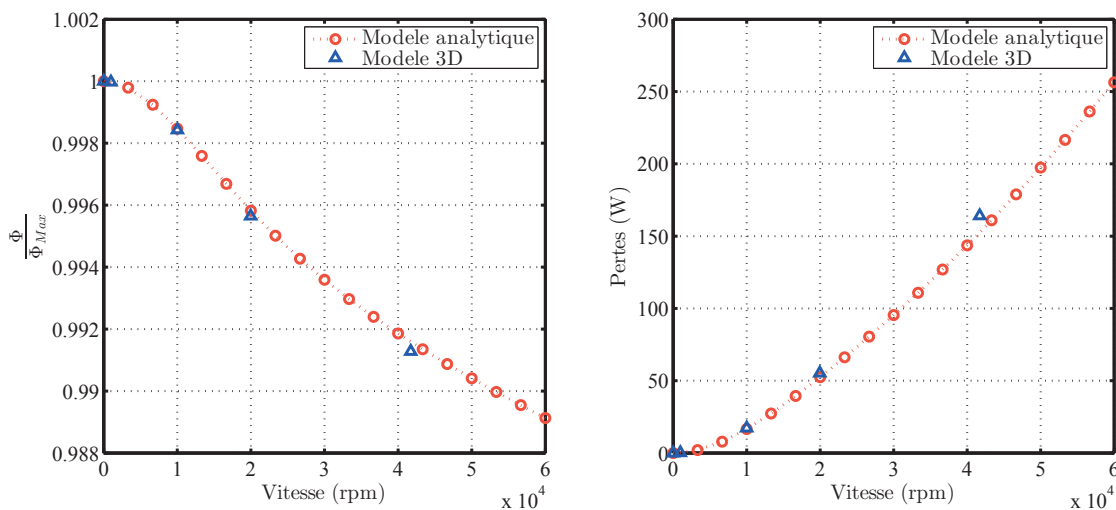 1.002
1
0.998
0.996
0.994
0.992
0.99
0.988
Φ
Φ Max
0 1 2 3 4 5 6
Vitesse (rpm)
x 10^4
Modele analytique
Modele 3D
300
250
200
150
100
50
0
Pertes (W)
0 1 2 3 4 5 6
Vitesse (rpm)
x 10^4
Modele analytique
Modele 3D